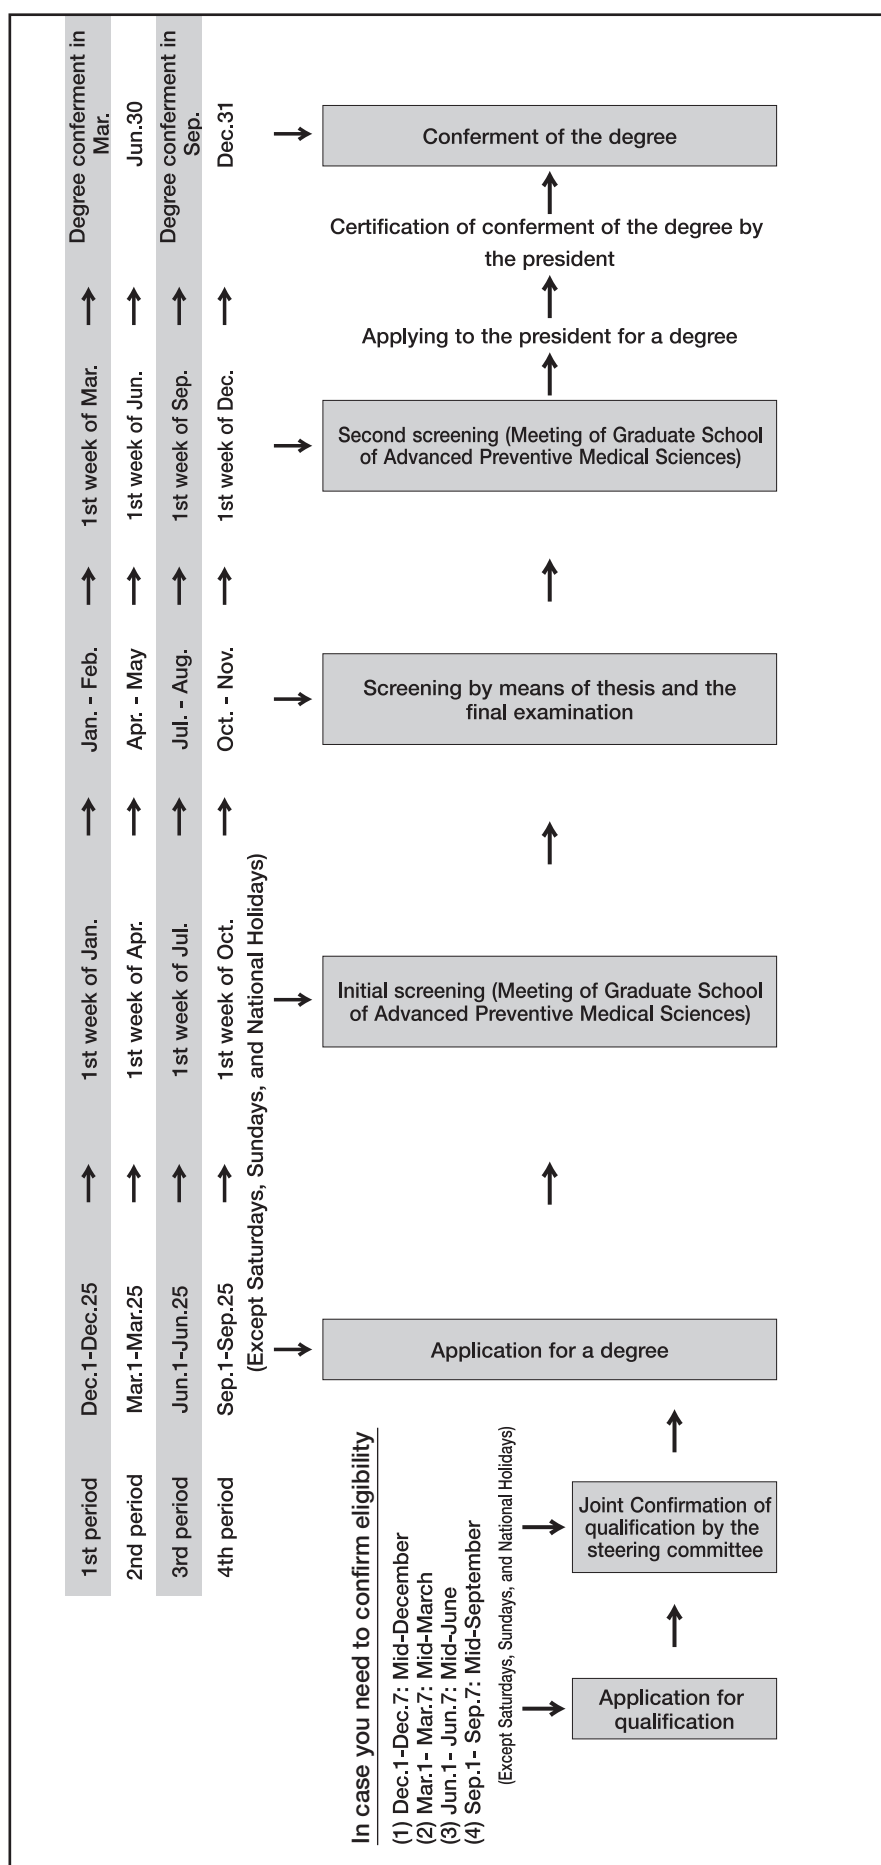 1st period
Dec.1-Dec.25
1st week of Jan.
Jan. - Feb.
1st week of Mar.
Degree conferment in
Mar.
2nd period
Mar.1-Mar.25
1st week of Apr.
Apr. - May
1st week of Jun.
Jun.30
3rd period
Jun.1-Jun.25
1st week of Jul.
Jul. - Aug.
1st week of Sep.
Degree conferment in
Sep.
4th period
Sep.1-Sep.25
1st week of Oct.
Oct. - Nov.
1st week of Dec.
Dec.31
(Except Saturdays, Sundays, and National Holidays)
Conferment of the degree
Certification of conferment of the degree by
the president
Applying to the president for a degree
Second screening (Meeting of Graduate School
of Advanced Preventive Medical Sciences)
Screening by means of thesis and the
final examination
Initial screening (Meeting of Graduate School
of Advanced Preventive Medical Sciences)
Application for a degree
In case you need to confirm eligibility
(1) Dec.1-Dec.7: Mid-December
(2) Mar.1- Mar.7: Mid-March
(3) Jun.1- Jun.7: Mid-June
(4) Sep.1- Sep.7: Mid-September
(Except Saturdays, Sundays, and National Holidays)
Joint Confirmation of
qualification by the
steering committee
Application for
qualification